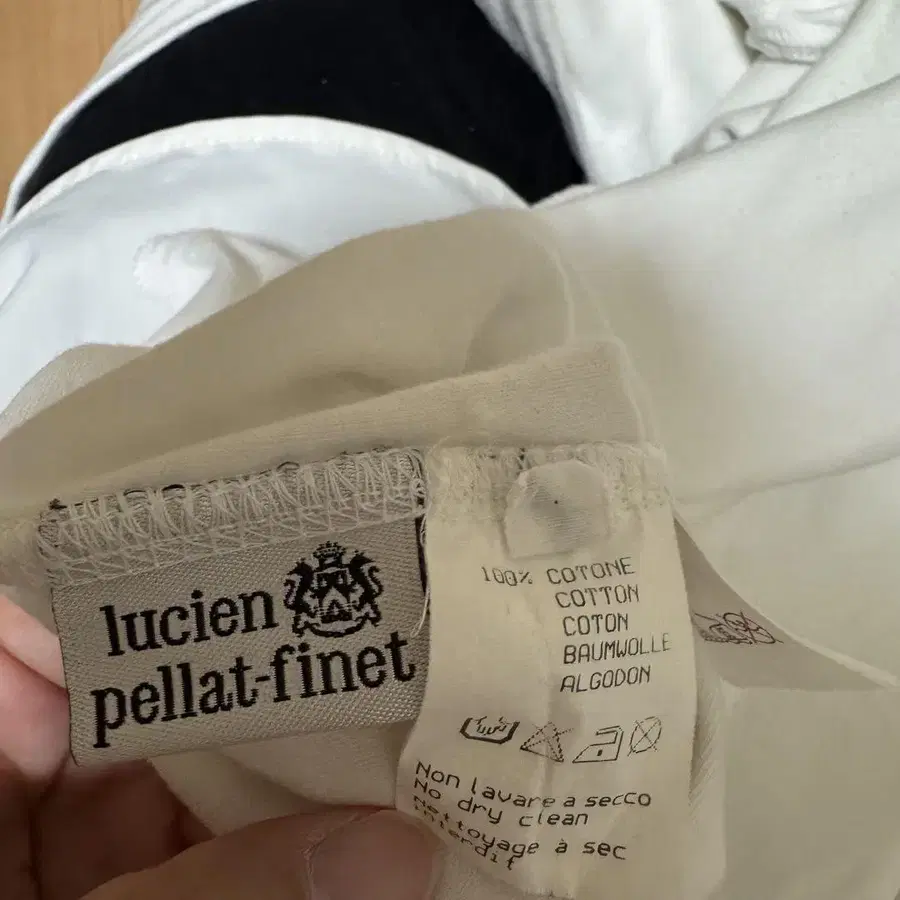 lucien
pellat-finet
100% COTONE
COTTON
COTON
BAUMWOLLE
ALGODON
Non lavare a secco
No dry clean
Nettoyage à sec
interdit